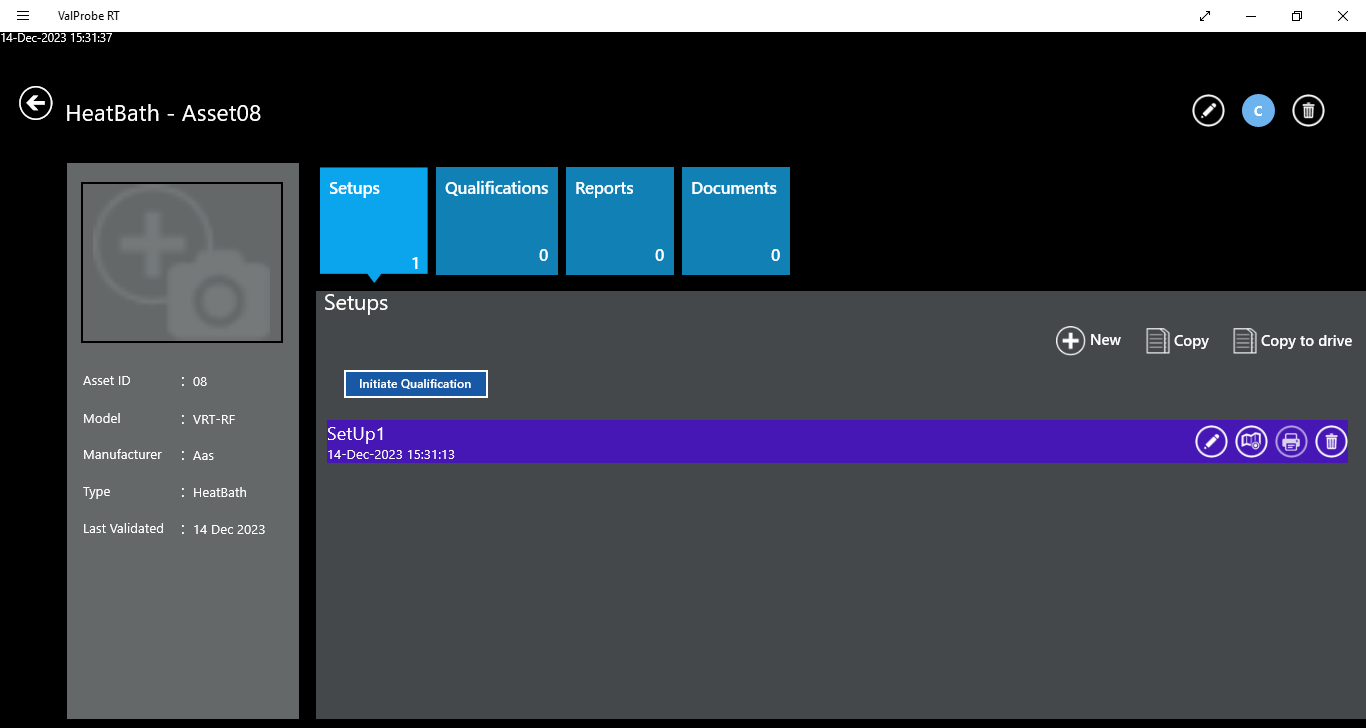 ValProbe RT
14-Dec-2023 15:31:37
HeatBath - Asset08
C
Setups
1
Qualifications
0
Reports
0
Documents
0
Asset ID : 08
Model : VRT-RF
Manufacturer : Aas
Type : HeatBath
Last Validated : 14 Dec 2023
Setups
New
Copy
Copy to drive
Initiate Qualification
SetUp1
14-Dec-2023 15:31:13